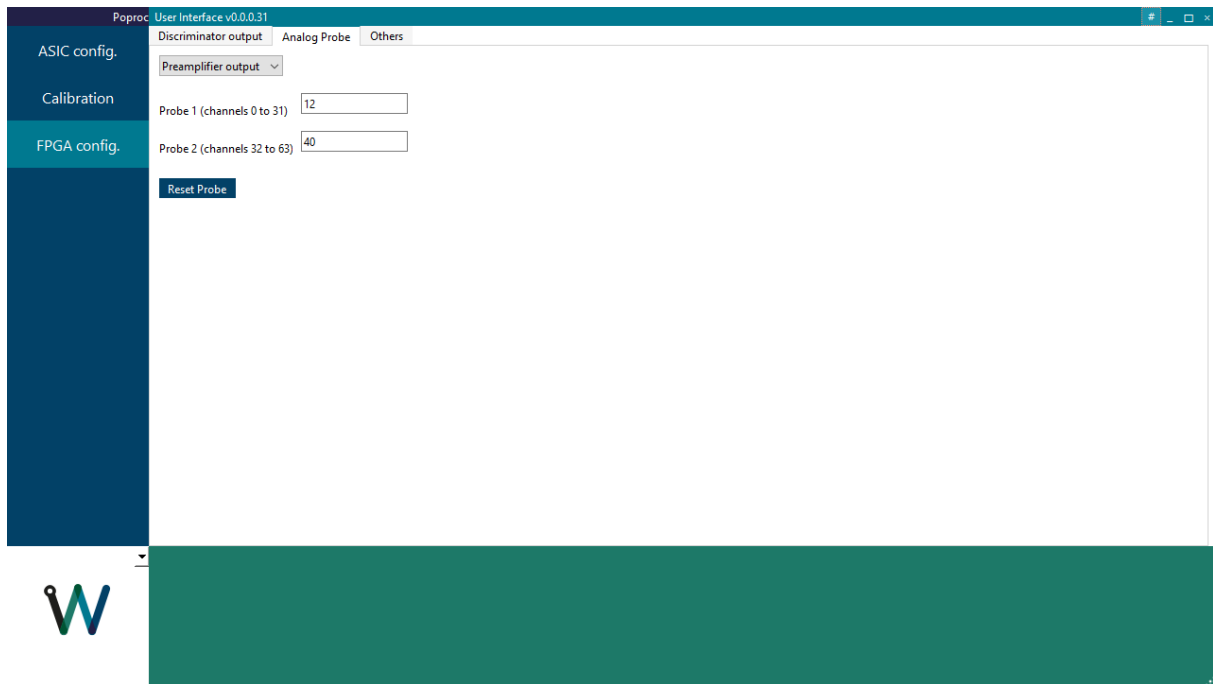 Poproc User Interface v0.0.0.31 #
ASIC config.
Calibration
FPGA config.
Discriminator output Analog Probe Others
Preamplifier output
Probe 1 (channels 0 to 31) 12
Probe 2 (channels 32 to 63) 40
Reset Probe